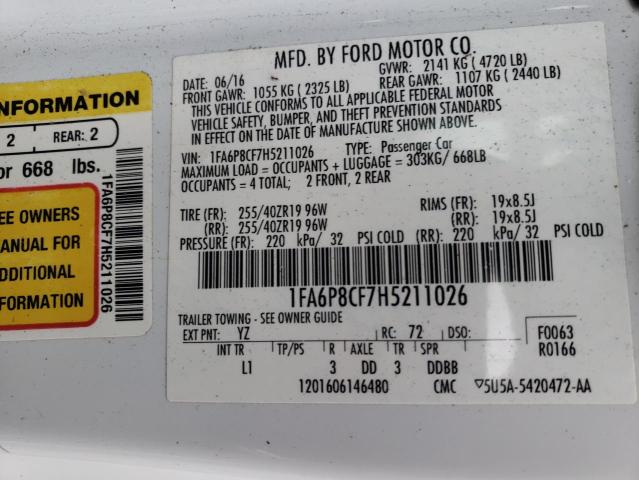 MFD. BY FORD MOTOR CO.
DATE: 06/16 GVWR: 2141 KG ( 4720 LB)
FRONT GAWR: 1055 KG ( 2325 LB) REAR GAWR: 1107 KG ( 2440 LB)
THIS VEHICLE CONFORMS TO ALL APPLICABLE FEDERAL MOTOR
VEHICLE SAFETY, BUMPER, AND THEFT PREVENTION STANDARDS
IN EFFECT ON THE DATE OF MANUFACTURE SHOWN ABOVE.
VIN: 1FA6P8CF7H5211026 TYPE: Passenger Car
MAXIMUM LOAD = OCCUPANTS + LUGGAGE = 303KG/ 668LB
OCCUPANTS = 4 TOTAL; 2 FRONT, 2 REAR
TIRE (FR): 255/40ZR19 96W RIMS (FR): 19x8.5J
(RR): 255/40ZR19 96W (RR): 19x8.5J
PRESSURE (FR): 220 kPa/ 32 PSI COLD (RR): 220 kPa/ 32 PSI COLD
1FA6P8CF7H5211026
TRAILER TOWING - SEE OWNER GUIDE
EXT PNT: YZ RC: 72 DSO: F0063
R0166
INT TR TP/PS R AXLE TR SPR
L1 3 DD 3 DDBB
1201606146480 CMC 5U5A-5420472-AA
INFORMATION
2 REAR: 2
or 668 lbs.
SEE OWNERS
MANUAL FOR
ADDITIONAL
INFORMATION
1FA6P8CF7H5211026